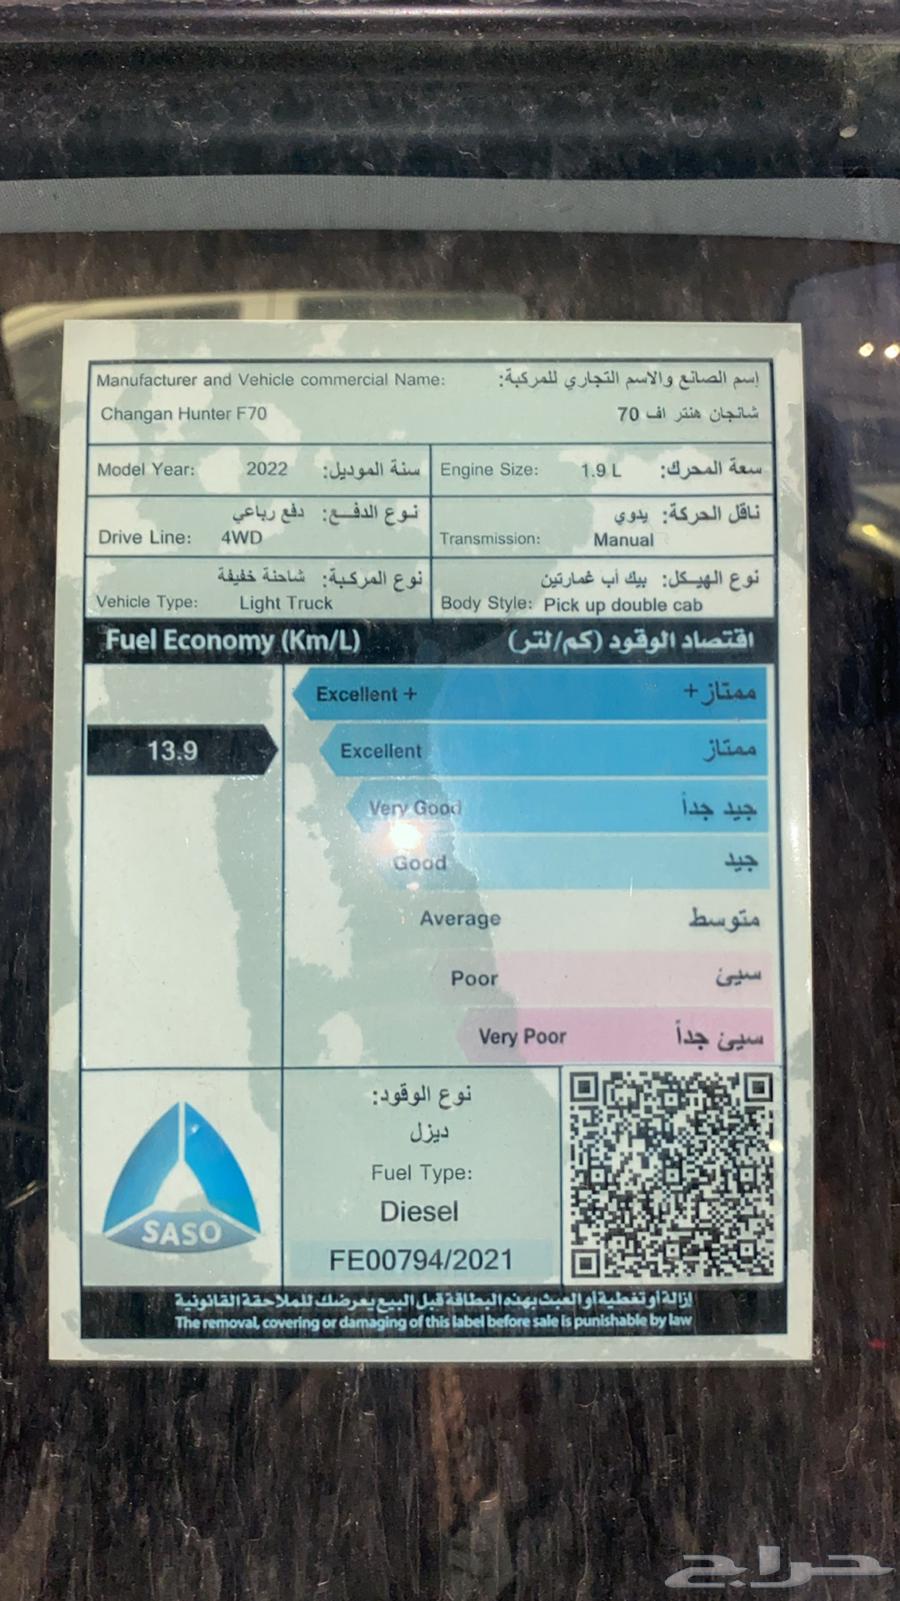 Manufacturer and Vehicle commercial Name: إسم الصانع والاسم التجاري للمركبة:
Changan Hunter F70 شانجان هنتر اف 70
Model Year: 2022 سنة الموديل:
Engine Size: 1.9 L سعة المحرك:
نوع الدفـــع: دفع رباعي
Drive Line: 4WD
ناقل الحركة: يدوي
Transmission: Manual
نوع المركـبة: شاحنة خفيفة
Vehicle Type: Light Truck
نوع الهيـكل: بيك أب غمارتين
Body Style: Pick up double cab
Fuel Economy (Km/L) اقتصاد الوقود (كم/لتر)
Excellent + ممتاز +
13.9
Excellent ممتاز
Very Good جيد جداً
Good جيد
Average متوسط
Poor سيئ
Very Poor سيئ جداً
SASO
نوع الوقود:
ديزل
Fuel Type:
Diesel
FE00794/2021
إزالة أو تغطية أو العبث بهذه البطاقة قبل البيع يعرضك للملاحقة القانونية
The removal, covering or damaging of this label before sale is punishable by law
حراج